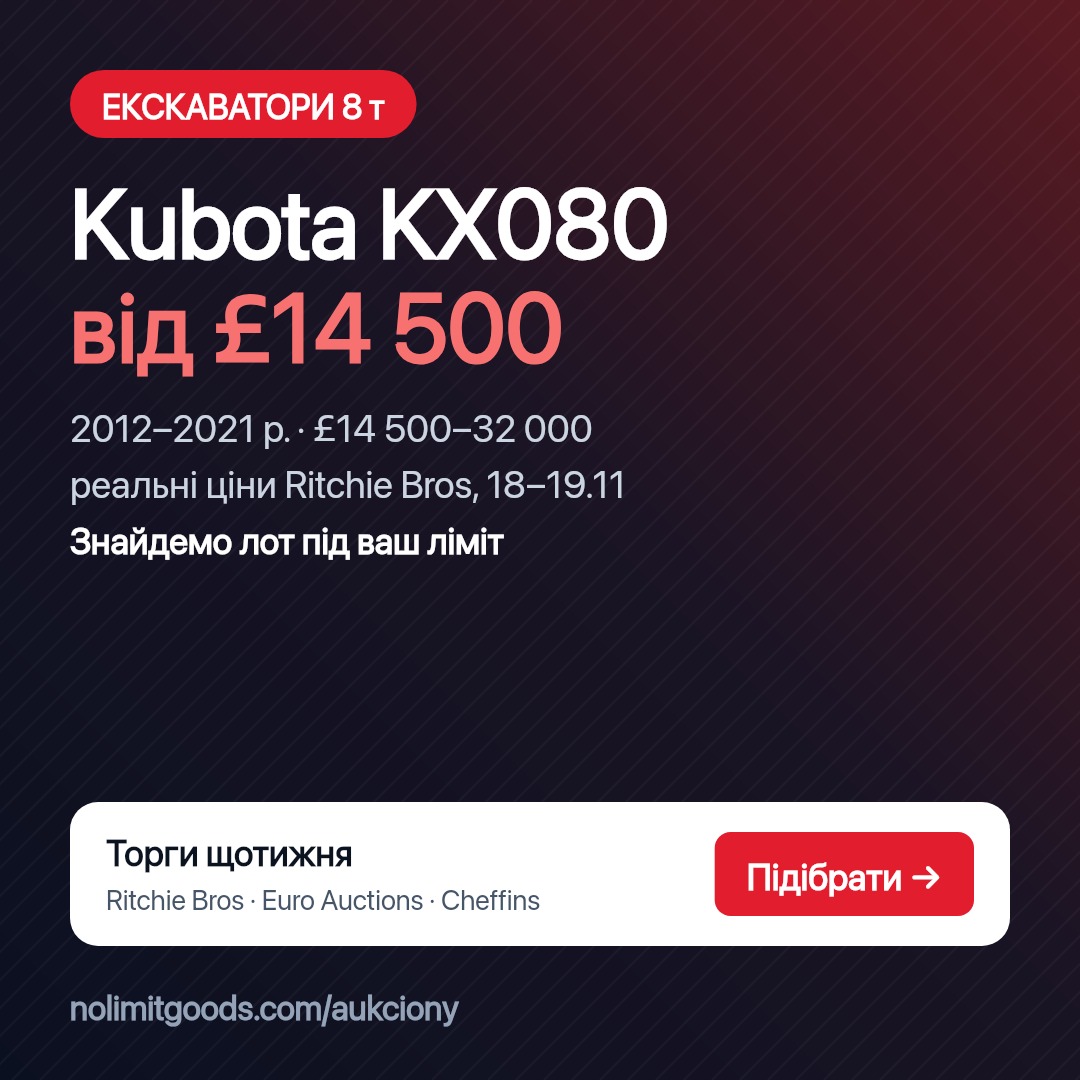 ЕКСКАВАТОРИ 8 т
Kubota KX080
від £14 500
2012–2021 р. · £14 500–32 000
реальні ціни Ritchie Bros, 18–19.11
Знайдемо лот під ваш ліміт
Торги щотижня
Ritchie Bros · Euro Auctions · Cheffins
Підібрати →
nolimitgoods.com/aukciony